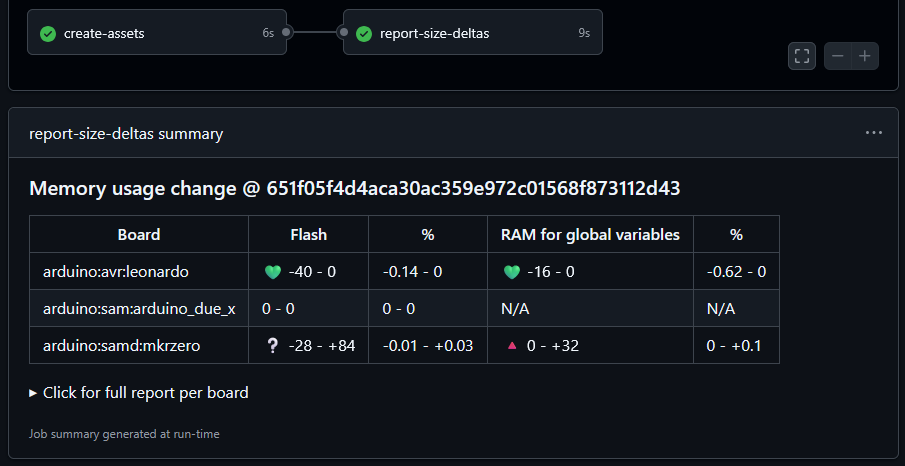 create-assets 6s report-size-deltas 9s
report-size-deltas summary
Memory usage change @ 651f05f4d4aca30ac359e972c01568f873112d43
Board Flash % RAM for global variables %
arduino:avr:leonardo 💚 -40 - 0 -0.14 - 0 💚 -16 - 0 -0.62 - 0
arduino:sam:arduino_due_x 0 - 0 0 - 0 N/A N/A
arduino:samd:mkrzero ❔ -28 - +84 -0.01 - +0.03 🔺 0 - +32 0 - +0.1
Click for full report per board
Job summary generated at run-time